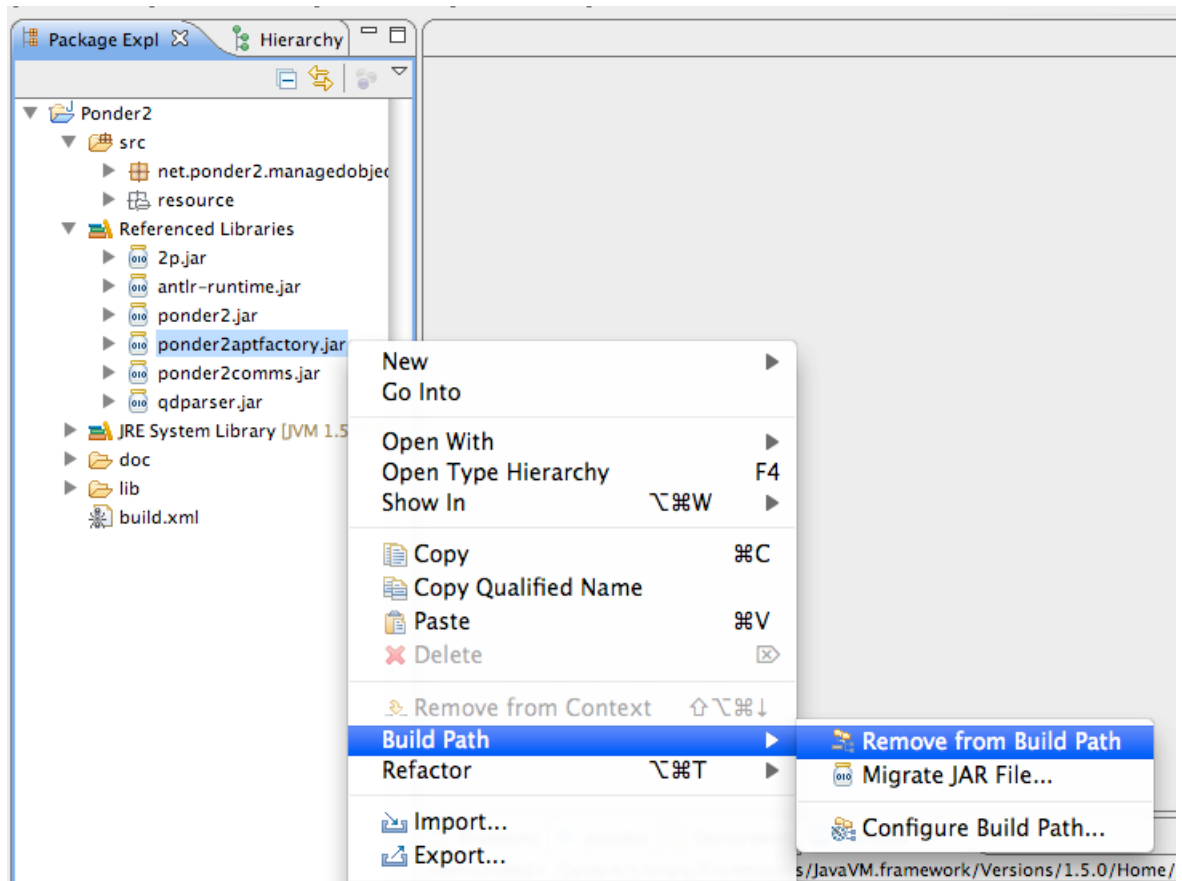 Package Expl
Hierarchy
Ponder2
src
net.ponder2.managedobjec
resource
Referenced Libraries
2p.jar
antlr-runtime.jar
ponder2.jar
ponder2aptfactory.jar
ponder2comms.jar
qdparser.jar
JRE System Library [JVM 1.5
doc
lib
build.xml
New
Go Into
Open With
Open Type Hierarchy F4
Show In ⌥⌘W
Copy ⌘C
Copy Qualified Name
Paste ⌘V
Delete ⌦
Remove from Context ⇧⌥⌘↓
Build Path
Refactor ⌥⌘T
Import...
Export...
Remove from Build Path
Migrate JAR File...
Configure Build Path...
s/JavaVM.framework/Versions/1.5.0/Home/